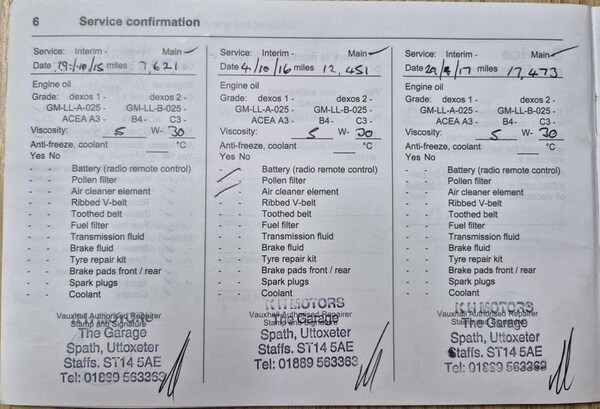 6 Service confirmation
Service: Interim - Main-
Date 19/10/15 miles 7,621
Engine oil
Grade: dexos 1 - dexos 2 -
GM-LL-A-025 - GM-LL-B-025 -
ACEA A3 - B4- C3 -
Viscosity: 5 W- 30
Anti-freeze, coolant °C
Yes No
- - Battery (radio remote control)
- - Pollen filter
- - Air cleaner element
- - Ribbed V-belt
- - Toothed belt
- - Fuel filter
- - Transmission fluid
- - Brake fluid
- - Tyre repair kit
- - Brake pads front / rear
- - Spark plugs
- - Coolant
Vauxhall Authorised Repairer
Stamp and Signature
The Garage
Spath, Uttoxeter
Staffs. ST14 5AE
Tel: 01889 563363
Service: Interim - Main-
Date 4/10/16 miles 12,451
Engine oil
Grade: dexos 1 - dexos 2 -
GM-LL-A-025 - GM-LL-B-025 -
ACEA A3 - B4- C3 -
Viscosity: 5 W- 30
Anti-freeze, coolant °C
Yes No
- - Battery (radio remote control)
- - Pollen filter
- - Air cleaner element
- - Ribbed V-belt
- - Toothed belt
- - Fuel filter
- - Transmission fluid
- - Brake fluid
- - Tyre repair kit
- - Brake pads front / rear
- - Spark plugs
- - Coolant
K H MOTORS
Vauxhall Authorised Repairer
Stamp and Signature
The Garage
Spath, Uttoxeter
Staffs. ST14 5AE
Tel: 01889 563363
Service: Interim - Main-
Date 29/9/17 miles 17,473
Engine oil
Grade: dexos 1 - dexos 2 -
GM-LL-A-025 - GM-LL-B-025 -
ACEA A3 - B4- C3 -
Viscosity: 5 W- 30
Anti-freeze, coolant °C
Yes No
- - Battery (radio remote control)
- - Pollen filter
- - Air cleaner element
- - Ribbed V-belt
- - Toothed belt
- - Fuel filter
- - Transmission fluid
- - Brake fluid
- - Tyre repair kit
- - Brake pads front / rear
- - Spark plugs
- - Coolant
K H MOTORS
Vauxhall Authorised Repairer
Stamp and Signature
The Garage
Spath, Uttoxeter
Staffs. ST14 5AE
Tel: 01889 563363